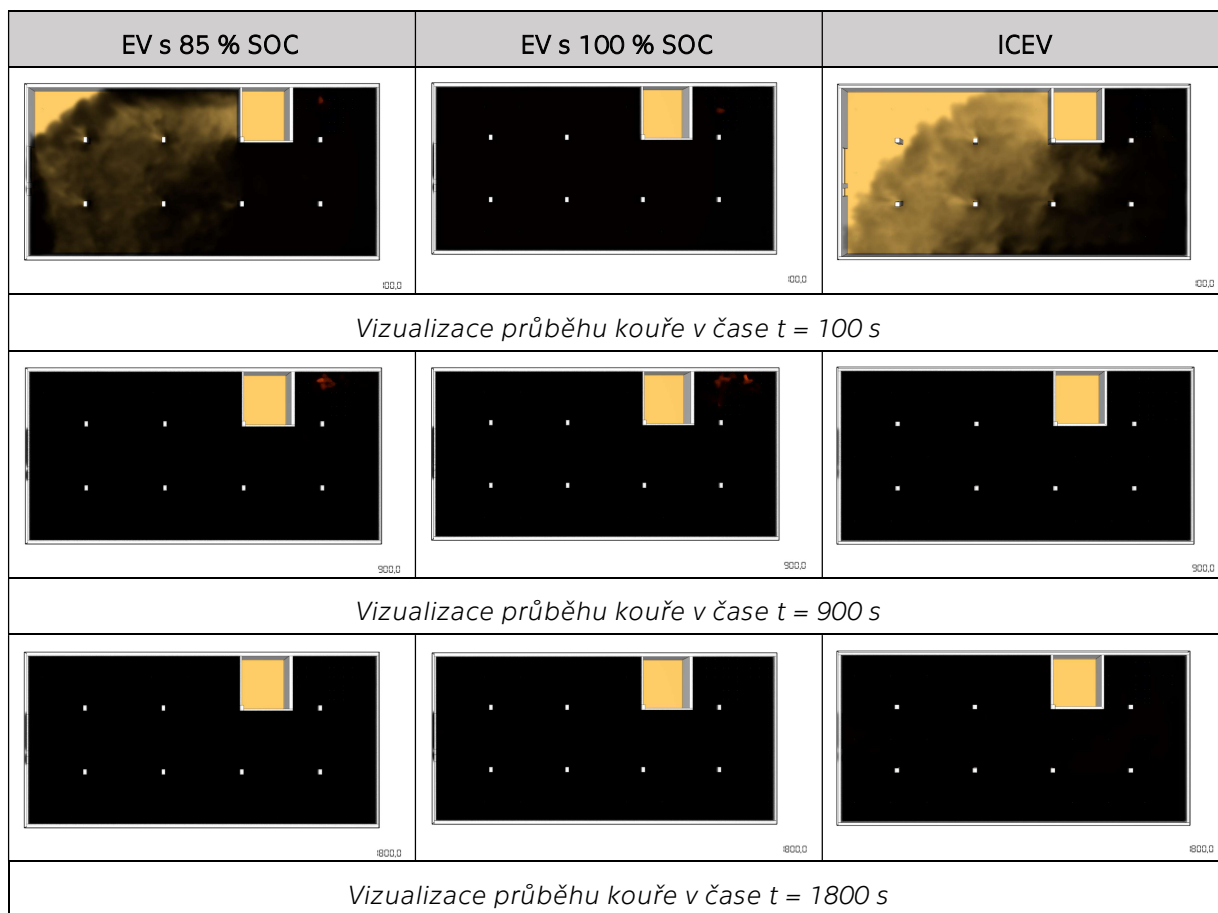 EV s 85 % SOC
EV s 100 % SOC
ICEV
100,0
100,0
100,0
Vizualizace průběhu kouře v čase t = 100 s
900,0
900,0
900,0
Vizualizace průběhu kouře v čase t = 900 s
1800,0
1800,0
1800,0
Vizualizace průběhu kouře v čase t = 1800 s